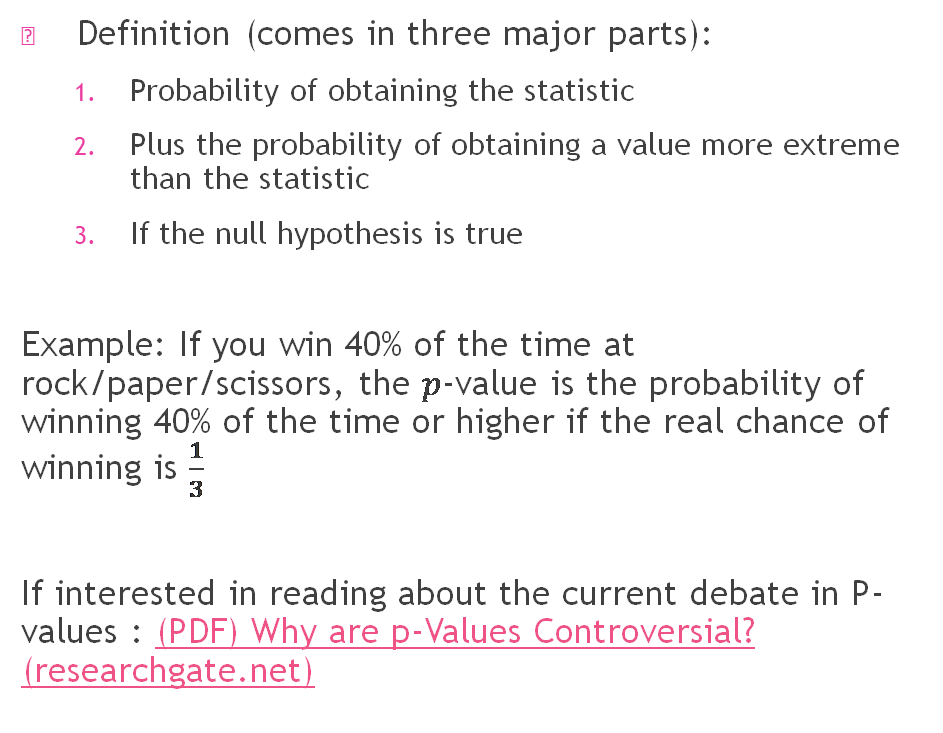 Definition (comes in three major parts):
1. Probability of obtaining the statistic
2. Plus the probability of obtaining a value more extreme
than the statistic
3. If the null hypothesis is true
Example: If you win 40% of the time at
rock/paper/scissors, the p-value is the probability of
winning 40% of the time or higher if the real chance of
winning is 1/3
If interested in reading about the current debate in P-
values : (PDF) Why are p-Values Controversial?
(researchgate.net)